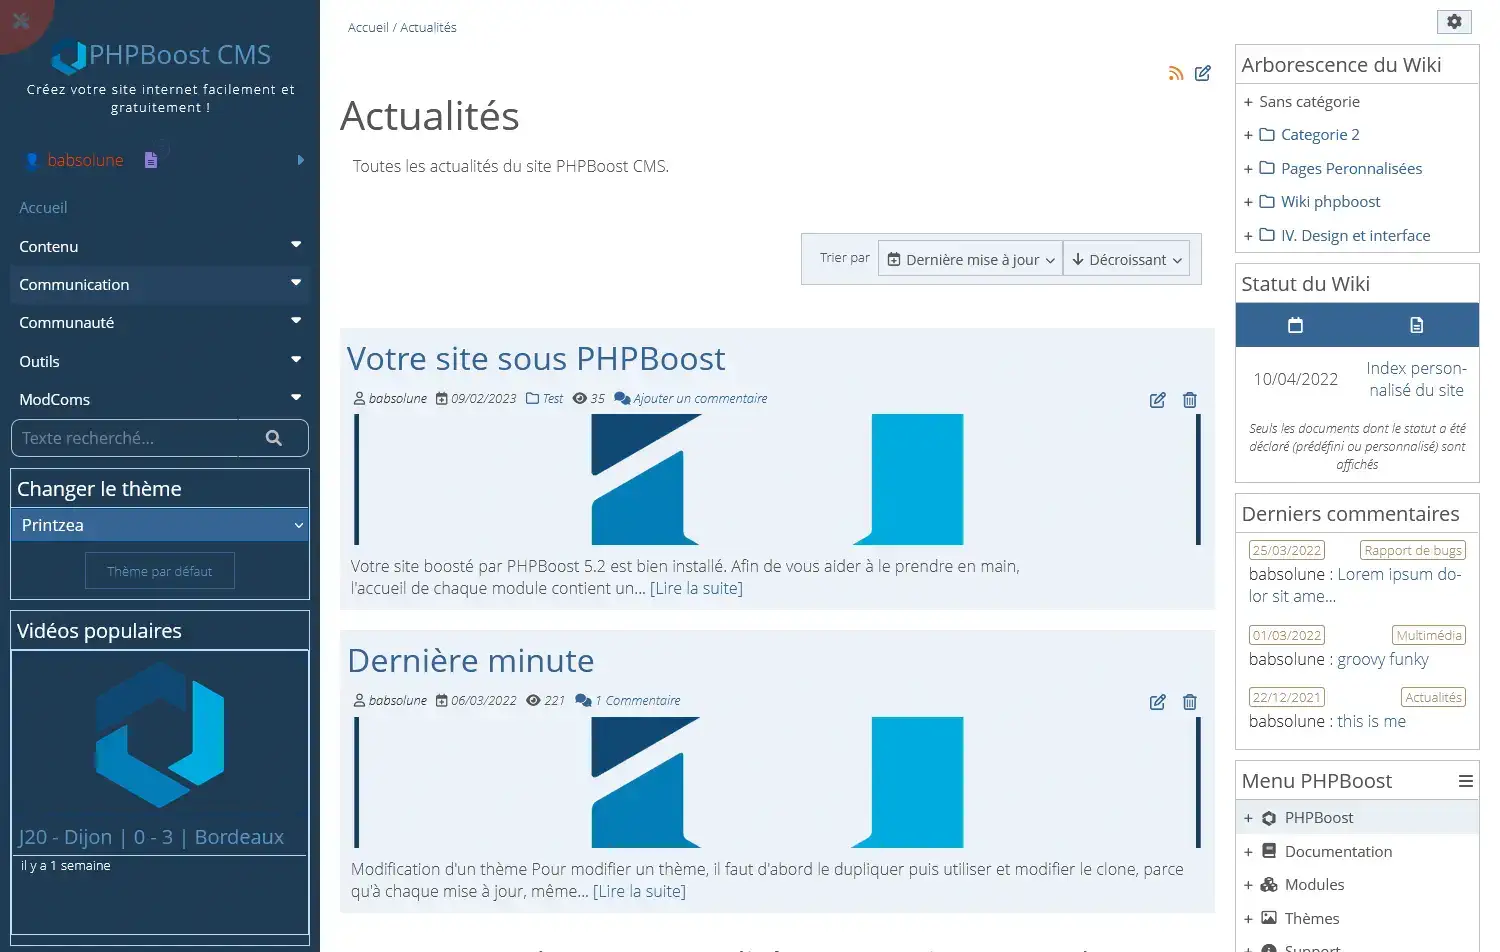 PHPBoost CMS
Créez votre site internet facilement et
gratuitement !
babsolune
Accueil
Contenu
Communication
Communauté
Outils
ModComs
Texte recherché...
Changer le thème
Printzea
Thème par défaut
Vidéos populaires
J20 - Dijon | 0 - 3 | Bordeaux
il y a 1 semaine
Accueil / Actualités
Actualités
Toutes les actualités du site PHPBoost CMS.
Trier par Dernière mise à jour Décroissant
Votre site sous PHPBoost
babsolune 09/02/2023 Test 35 Ajouter un commentaire
Votre site boosté par PHPBoost 5.2 est bien installé. Afin de vous aider à le prendre en main,
l'accueil de chaque module contient un... [Lire la suite]
Dernière minute
babsolune 06/03/2022 221 1 Commentaire
Modification d'un thème Pour modifier un thème, il faut d'abord le dupliquer puis utiliser et modifier le clone, parce
qu'à chaque mise à jour, même... [Lire la suite]
Arborescence du Wiki
+ Sans catégorie
+ Categorie 2
+ Pages Peronnalisées
+ Wiki phpboost
+ IV. Design et interface
Statut du Wiki
10/04/2022
Index person-
nalisé du site
Seuls les documents dont le statut a été
déclaré (prédéfini ou personnalisé) sont
affichés
Derniers commentaires
25/03/2022 Rapport de bugs
babsolune : Lorem ipsum do-
lor sit ame...
01/03/2022 Multimédia
babsolune : groovy funky
22/12/2021 Actualités
babsolune : this is me
Menu PHPBoost
+ PHPBoost
+ Documentation
+ Modules
+ Thèmes
+ Support